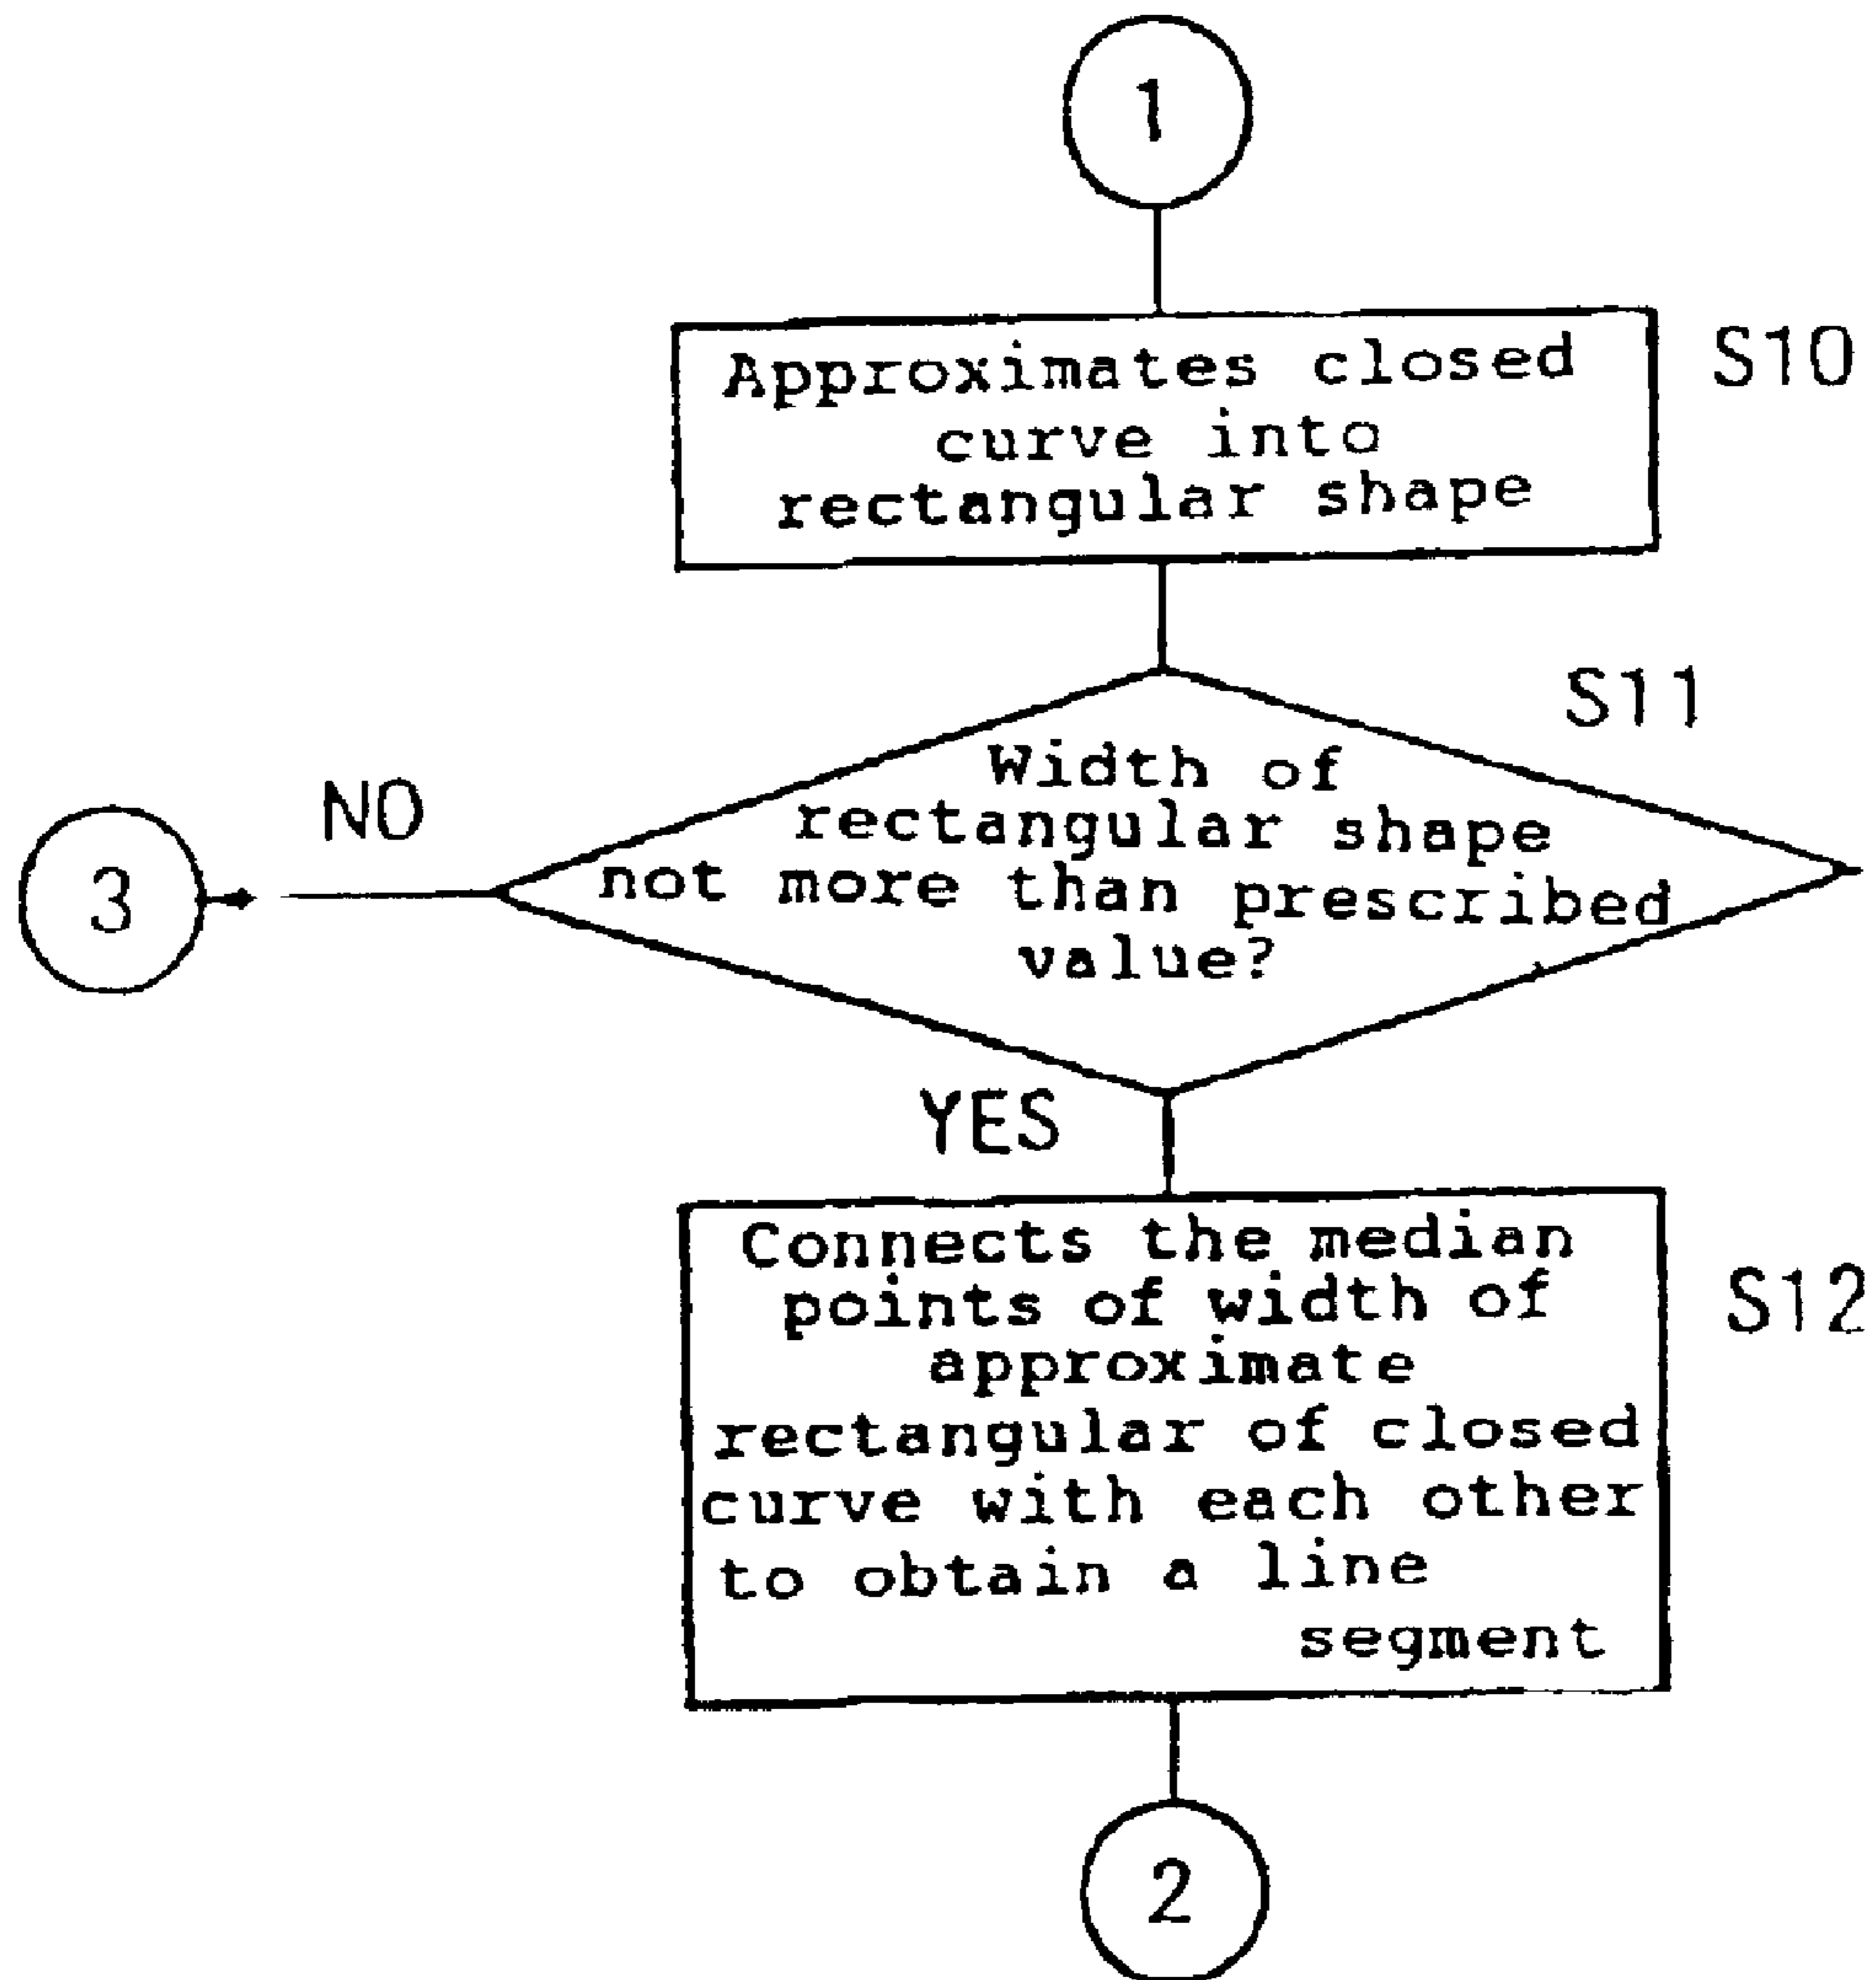 1
Approximates closed
curve into
rectangular shape
S10
S11
Width of
rectangular shape
not more than prescribed
value?
NO
3
YES
Connects the median
points of width of
approximate
rectangular of closed
curve with each other
to obtain a line
segment
S12
2